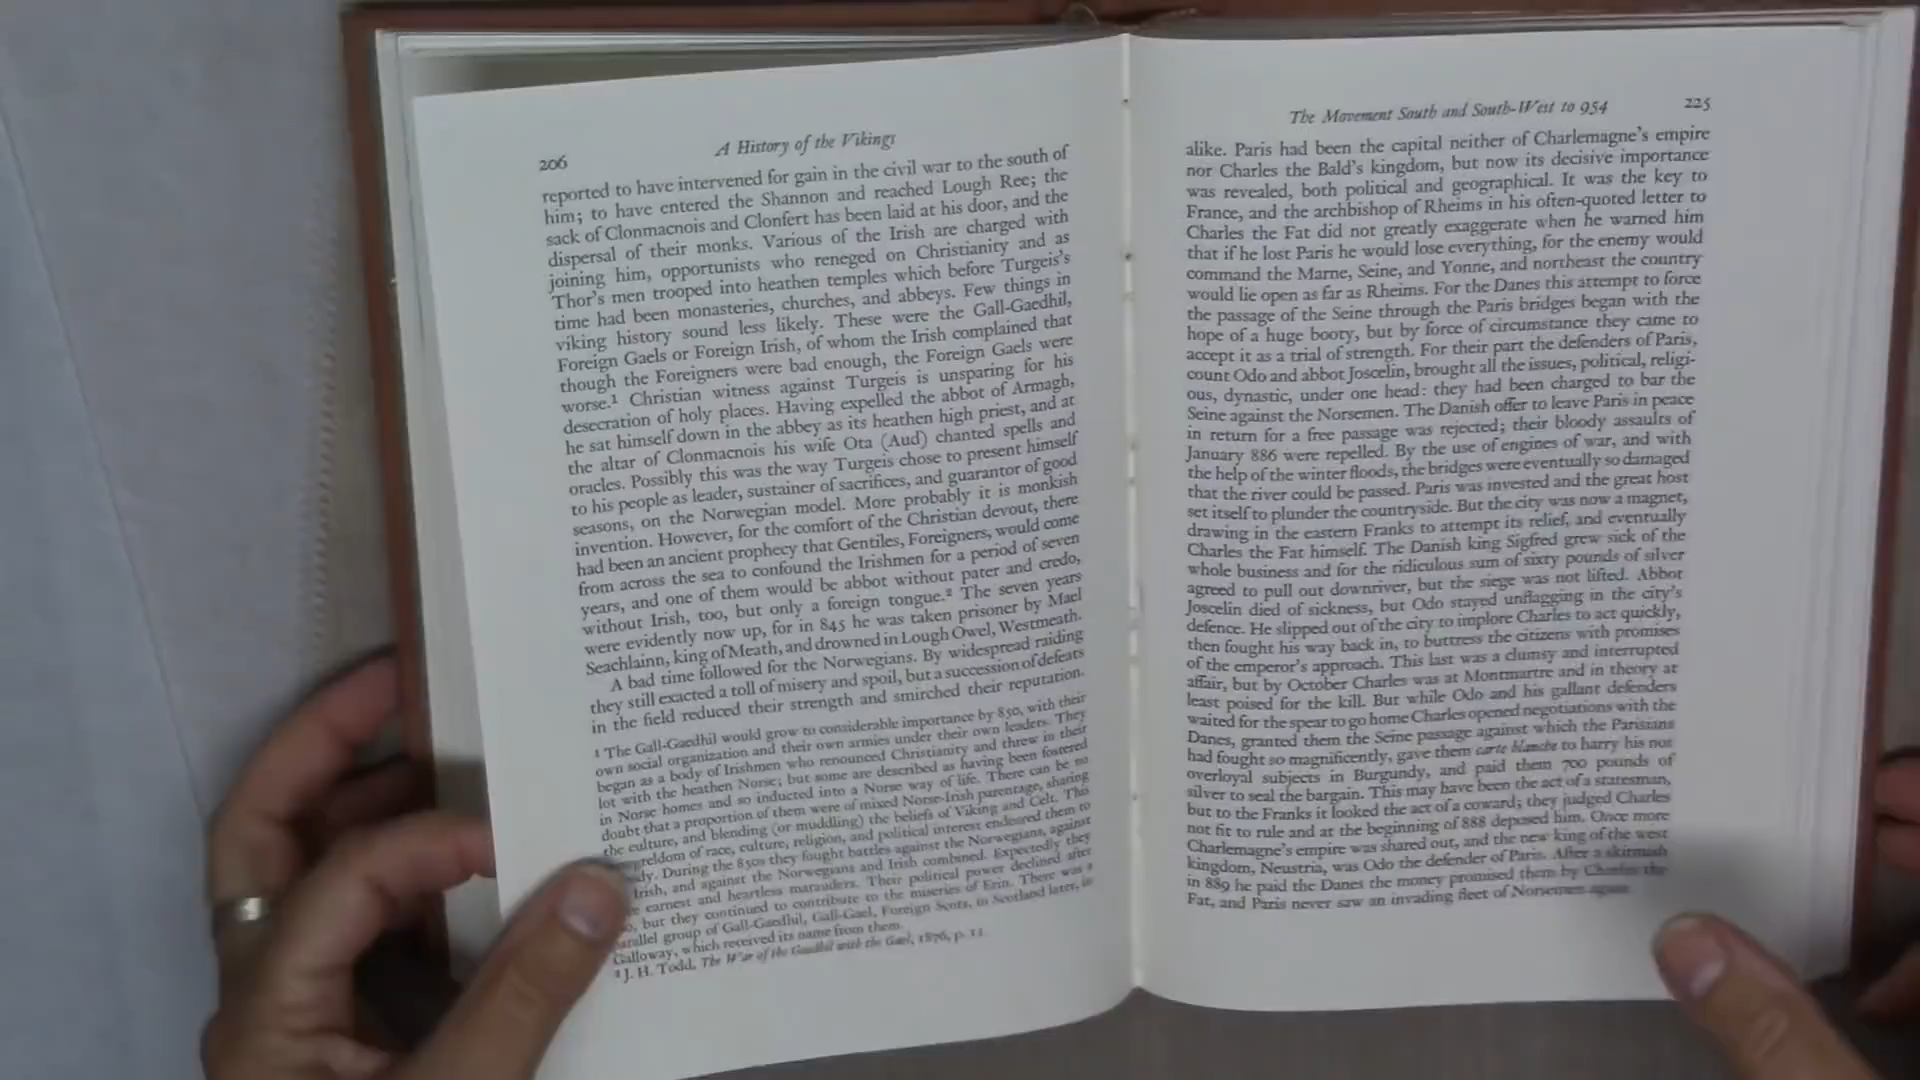 206
A History of the Vikings
reported to have intervened for gain in the civil war to the south of
him; to have entered the Shannon and reached Lough Ree; the
sack of Clonmacnois and Clonfert has been laid at his door, and the
dispersal of their monks. Various of the Irish are charged with
joining him, opportunists who reneged on Christianity and as
Thor's men trooped into heathen temples which before Turgeis's
time had been monasteries, churches, and abbeys. Few things in
viking history sound less likely. These were the Gall-Gaedhil,
Foreign Gaels or Foreign Irish, of whom the Irish complained that
though the Foreigners were bad enough, the Foreign Gaels were
worse.¹ Christian witness against Turgeis is unsparing for his
desecration of holy places. Having expelled the abbot of Armagh,
he sat himself down in the abbey as its heathen high priest, and at
the altar of Clonmacnois his wife Ota (Aud) chanted spells and
oracles. Possibly this was the way Turgeis chose to present himself
to his people as leader, sustainer of sacrifices, and guarantor of good
seasons, on the Norwegian model. More probably it is monkish
invention. However, for the comfort of the Christian devout, there
had been an ancient prophecy that Gentiles, Foreigners, would come
from across the sea to confound the Irishmen for a period of seven
years, and one of them would be abbot without pater and credo,
without Irish, too, but only a foreign tongue.² The seven years
were evidently now up, for in 845 he was taken prisoner by Mael
Seachlainn, king of Meath, and drowned in Lough Owel, Westmeath.
A bad time followed for the Norwegians. By widespread raiding
they still exacted a toll of misery and spoil, but a succession of defeats
in the field reduced their strength and smirched their reputation.
¹ The Gall-Gaedhil would grow to considerable importance by 850, with their
own social organization and their own armies under their own leaders. They
began as a body of Irishmen who renounced Christianity and threw in their
lot with the heathen Norse; but some are described as having been fostered
in Norse homes and so inducted into a Norse way of life. There can be no
doubt that a proportion of them were of mixed Norse-Irish parentage, sharing
the culture, and blending (or muddling) the beliefs of Viking and Celt. This
of race, culture, religion, and political interest endeared them to
During the 850s they fought battles against the Norwegians, against
Irish, and against the Norwegians and Irish combined. Expectedly they
earnest and heartless marauders. Their political power declined after
but they continued to contribute to the miseries of Erin. There was a
parallel group of Gall-Gaedhil, Gall-Gael, Foreign Scots, in Scotland later, in
Galloway, which received its name from them.
² J. H. Todd, The War of the Gaedhil with the Gael, 1876, p. 11
The Movement South and South-West to 954
225
alike. Paris had been the capital neither of Charlemagne's empire
nor Charles the Bald's kingdom, but now its decisive importance
was revealed, both political and geographical. It was the key to
France, and the archbishop of Rheims in his often-quoted letter to
Charles the Fat did not greatly exaggerate when he warned him
that if he lost Paris he would lose everything, for the enemy would
command the Marne, Seine, and Yonne, and northeast the country
would lie open as far as Rheims. For the Danes this attempt to force
the passage of the Seine through the Paris bridges began with the
hope of a huge booty, but by force of circumstance they came to
accept it as a trial of strength. For their part the defenders of Paris,
count Odo and abbot Joscelin, brought all the issues, political, religi-
ous, dynastic, under one head: they had been charged to bar the
Seine against the Norsemen. The Danish offer to leave Paris in peace
in return for a free passage was rejected; their bloody assaults of
January 886 were repelled. By the use of engines of war, and with
the help of the winter floods, the bridges were eventually so damaged
that the river could be passed. Paris was invested and the great host
set itself to plunder the countryside. But the city was now a magnet,
drawing in the eastern Franks to attempt its relief, and eventually
Charles the Fat himself. The Danish king Sigfred grew sick of the
whole business and for the ridiculous sum of sixty pounds of silver
agreed to pull out downriver, but the siege was not lifted. Abbot
Joscelin died of sickness, but Odo stayed unflagging in the city's
defence. He slipped out of the city to implore Charles to act quickly,
then fought his way back in, to buttress the citizens with promises
of the emperor's approach. This last was a clumsy and interrupted
affair, but by October Charles was at Montmartre and in theory at
least poised for the kill. But while Odo and his gallant defenders
waited for the spear to go home Charles opened negotiations with the
Danes, granted them the Seine passage against which the Parisians
had fought so magnificently, gave them carte blanche to harry his not
overloyal subjects in Burgundy, and paid them 700 pounds of
silver to seal the bargain. This may have been the act of a statesman,
but to the Franks it looked the act of a coward; they judged Charles
not fit to rule and at the beginning of 888 deposed him. Once more
Charlemagne's empire was shared out, and the new king of the west
kingdom, Neustria, was Odo the defender of Paris. After a skirmish
in 889 he paid the Danes the money promised them by Charles the
Fat, and Paris never saw an invading fleet of Norsemen again.